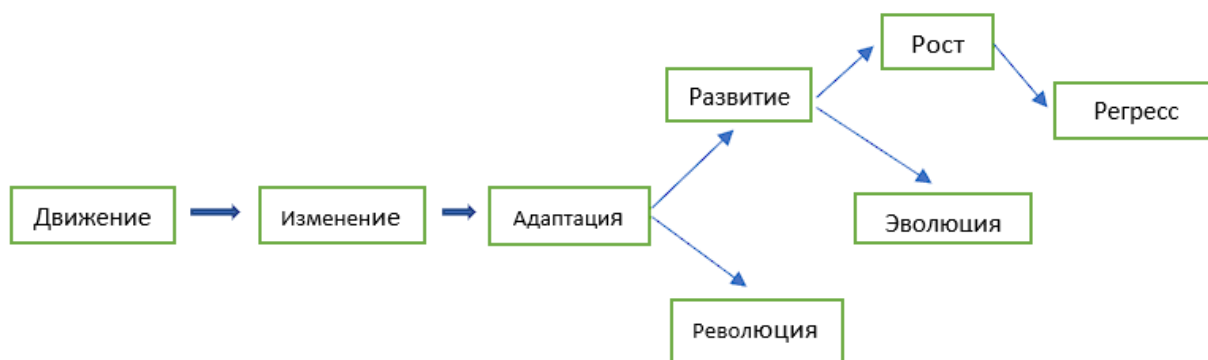 Рост
Развитие
Регресс
Движение
Изменение
Адаптация
Эволюция
Революция